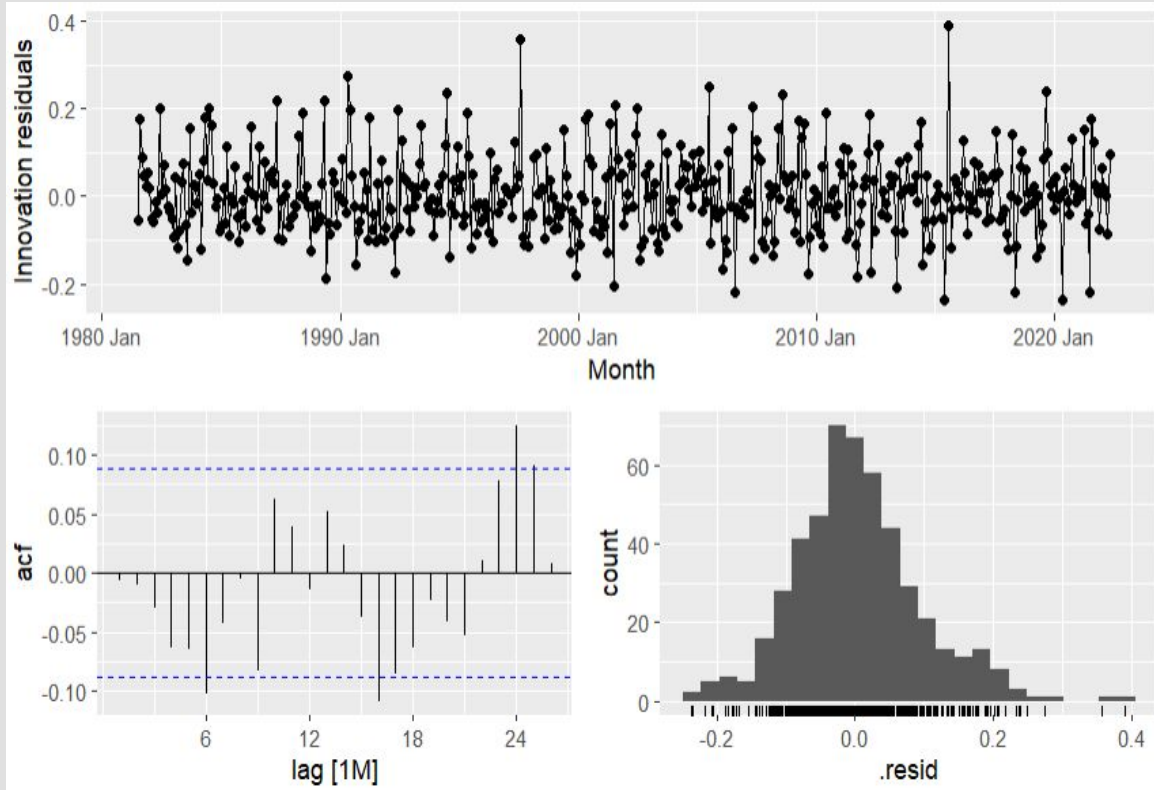 Innovation residuals
0.4
0.2
0.0
-0.2
1980 Jan
1990 Jan
2000 Jan
2010 Jan
2020 Jan
Month
acf
0.10
0.05
0.00
-0.05
-0.10
6
12
18
24
lag [1M]
count
60
40
20
0
-0.2
0.0
0.2
0.4
.resid